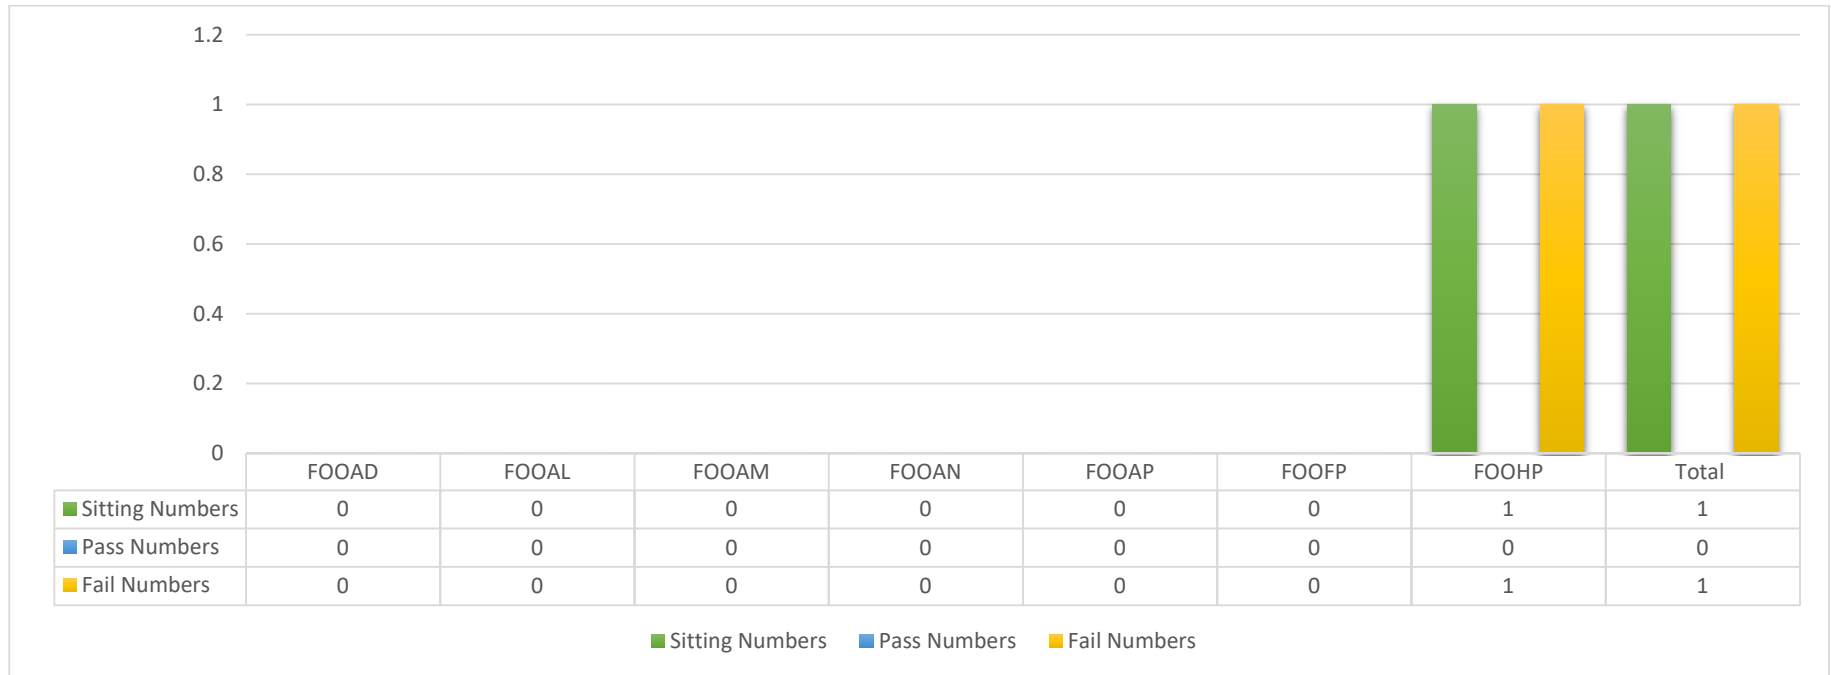 1.2
1
0.8
0.6
0.4
0.2
0
FOOAD FOOAL FOOAM FOOAN FOOAP FOOFP FOOHP Total
Sitting Numbers 0 0 0 0 0 0 1 1
Pass Numbers 0 0 0 0 0 0 0 0
Fail Numbers 0 0 0 0 0 0 1 1
Sitting Numbers Pass Numbers Fail Numbers